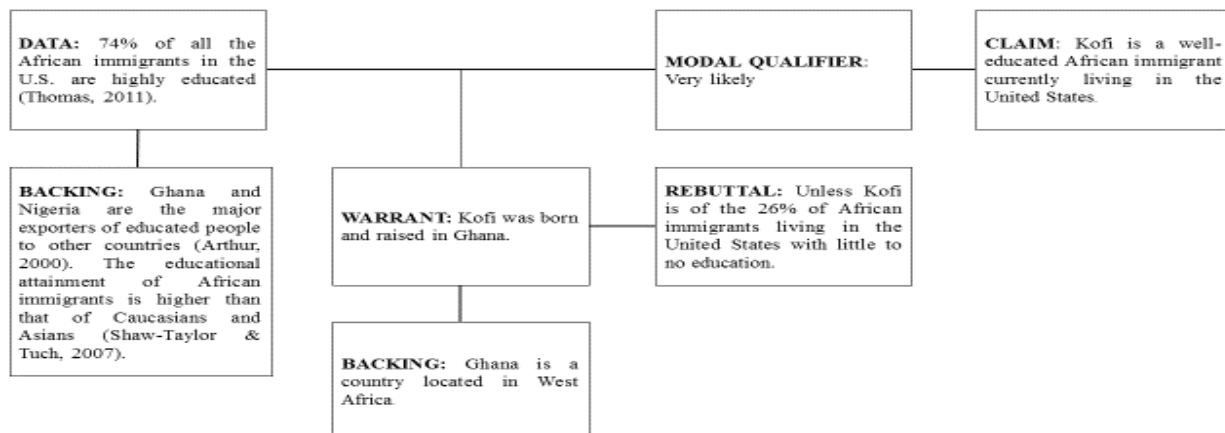 DATA: 74% of all the
African immigrants in the
U.S. are highly educated
(Thomas, 2011).
MODAL QUALIFIER:
Very likely
CLAIM: Kofi is a well-
educated African immigrant
currently living in the
United States.
BACKING: Ghana and
Nigeria are the major
exporters of educated people
to other countries (Arthur,
2000). The educational
attainment of African
immigrants is higher than
that of Caucasians and
Asians (Shaw-Taylor &
Tuch, 2007).
WARRANT: Kofi was born
and raised in Ghana.
REBUTTAL: Unless Kofi
is of the 26% of African
immigrants living in the
United States with little to
no education.
BACKING: Ghana is a
country located in West
Africa.